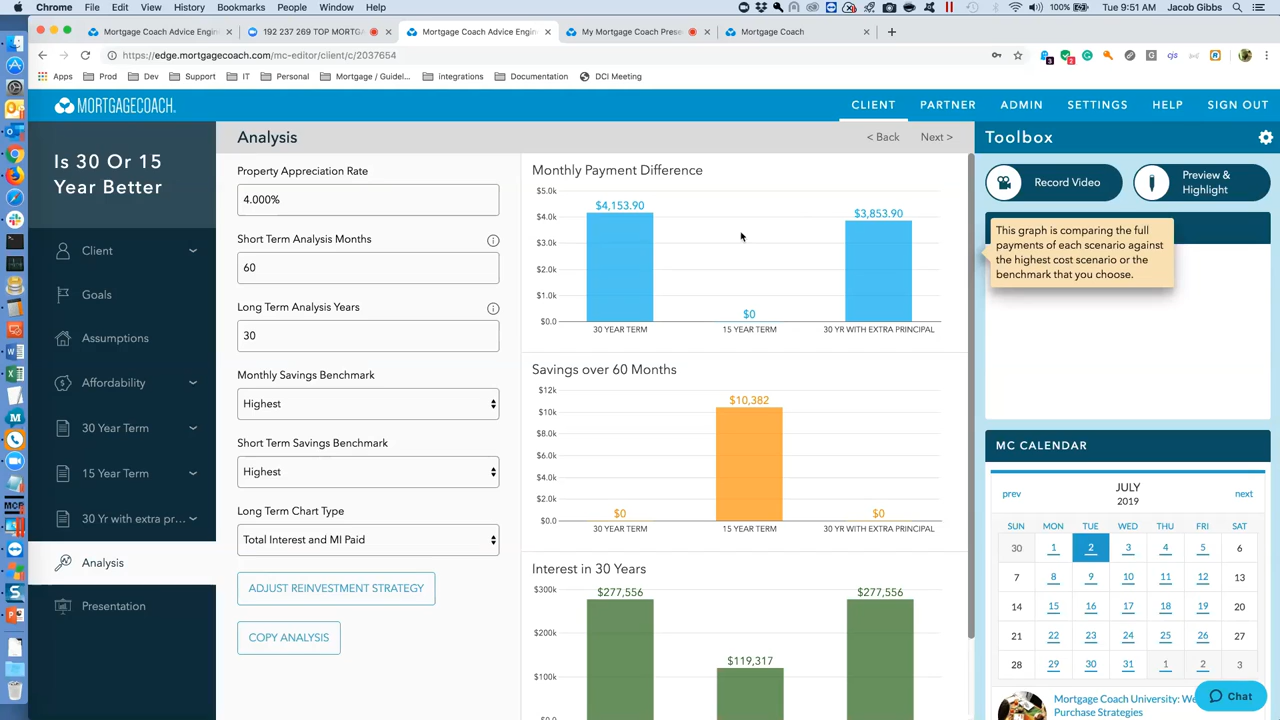 Chrome File Edit View History Bookmarks People Window Help
100% Tue 9:51 AM Jacob Gibbs
Mortgage Coach Advice Engin
192 237 269 TOP MORTGA
Mortgage Coach Advice Engin
My Mortgage Coach Prese
Mortgage Coach
https://edge.mortgagecoach.com/mc-editor/client/c/2037654
Apps Prod Dev Support IT Personal Mortgage / Guidel... integrations Documentation DCI Meeting
MORTGAGECOACH
CLIENT PARTNER ADMIN SETTINGS HELP SIGN OUT
Is 30 Or 15
Year Better
Client
Goals
Assumptions
Affordability
30 Year Term
15 Year Term
30 Yr with extra pr...
Analysis
Presentation
Analysis
< Back Next >
Property Appreciation Rate
4.000%
Short Term Analysis Months
60
Long Term Analysis Years
30
Monthly Savings Benchmark
Highest
Short Term Savings Benchmark
Highest
Long Term Chart Type
Total Interest and MI Paid
ADJUST REINVESTMENT STRATEGY
COPY ANALYSIS
Monthly Payment Difference
$5.0k
$4.0k
$3.0k
$2.0k
$1.0k
$0.0
$4,153.90
$0
$3,853.90
30 YEAR TERM 15 YEAR TERM 30 YR WITH EXTRA PRINCIPAL
Savings over 60 Months
$12k
$10k
$8.0k
$6.0k
$4.0k
$2.0k
$0.0
$0
$10,382
$0
30 YEAR TERM 15 YEAR TERM 30 YR WITH EXTRA PRINCIPAL
Interest in 30 Years
$300k
$200k
$100k
$0.0
$277,556
$119,317
$277,556
Toolbox
Record Video
Preview &
Highlight
This graph is comparing the full
payments of each scenario against
the highest cost scenario or the
benchmark that you choose.
MC CALENDAR
prev JULY next
2019
SUN MON TUE WED THU FRI SAT
30 1 2 3 4 5 6
7 8 9 10 11 12 13
14 15 16 17 18 19 20
21 22 23 24 25 26 27
28 29 30 31 1 2 3
Mortgage Coach University: We
Purchase Strategies
Chat